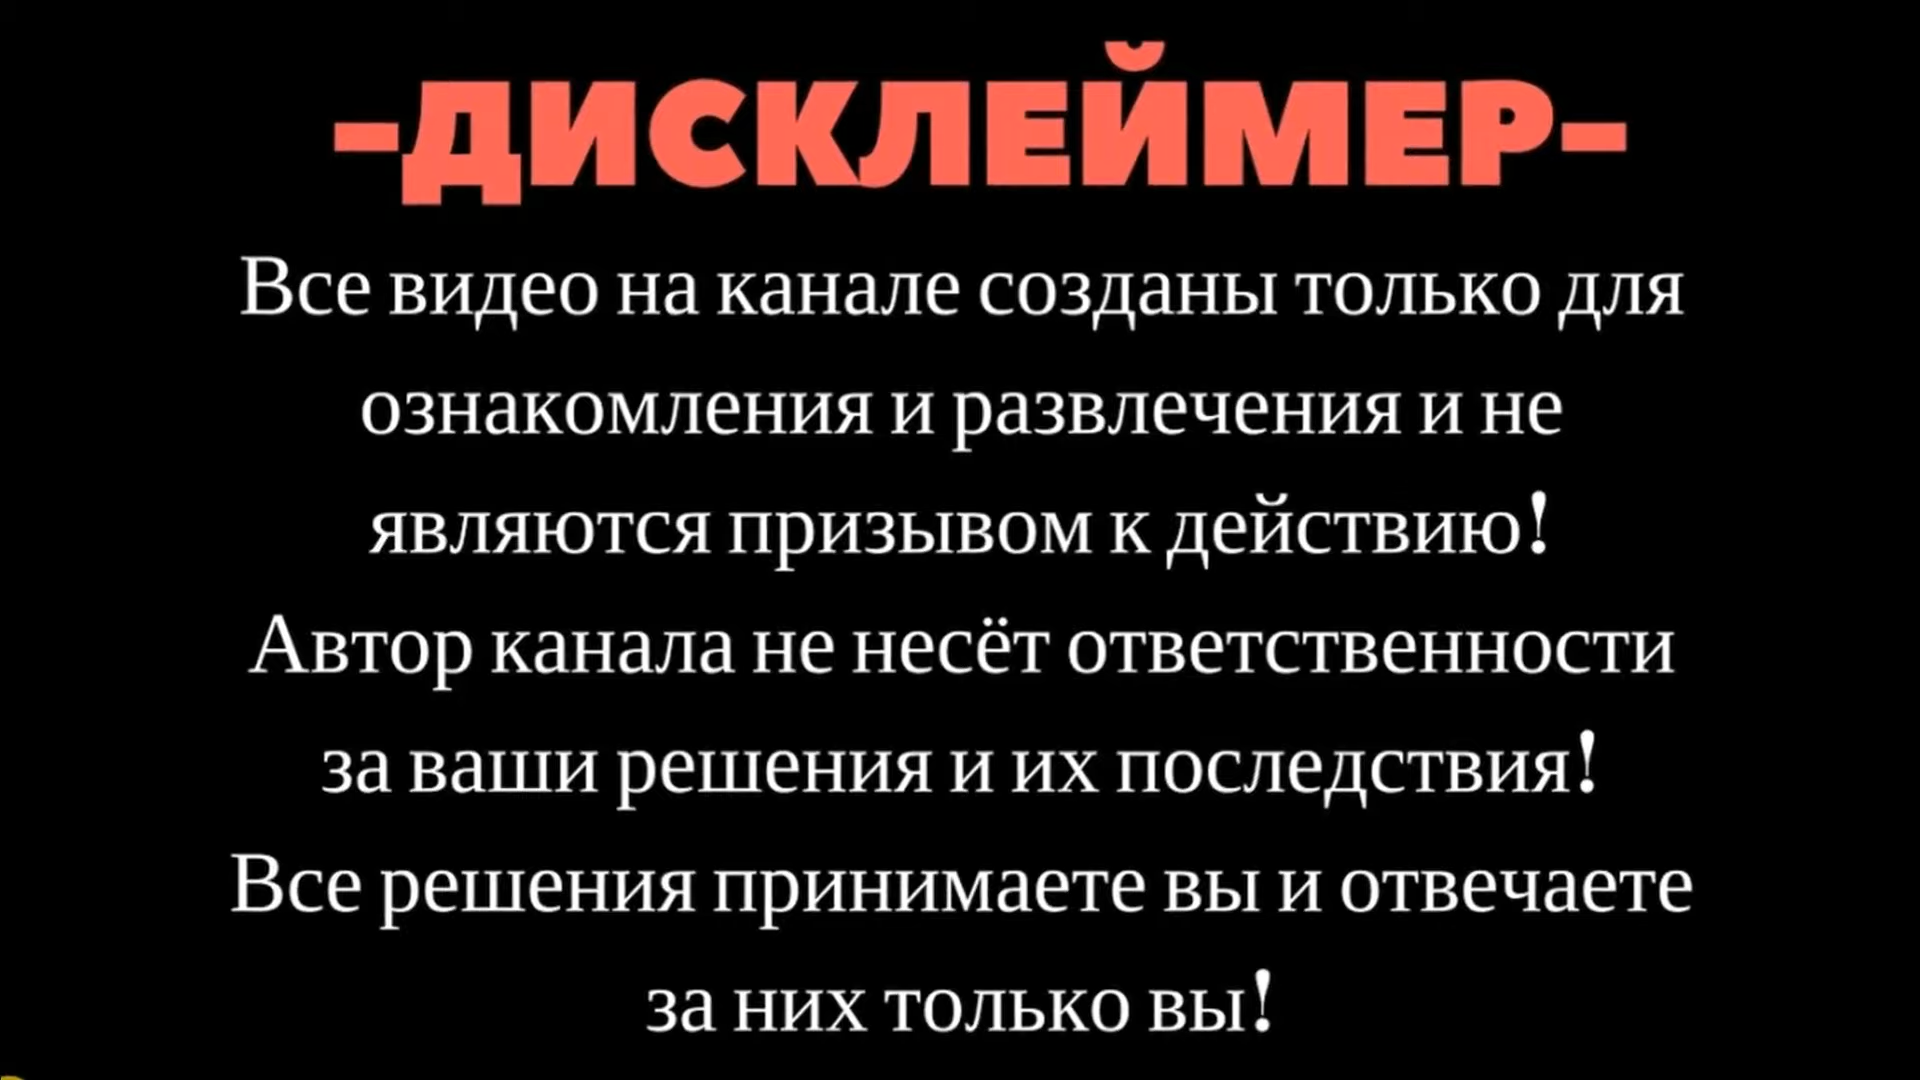 -ДИСКЛЕЙМЕР-
Все видео на канале созданы только для
ознакомления и развлечения и не
являются призывом к действию!
Автор канала не несёт ответственности
за ваши решения и их последствия!
Все решения принимаете вы и отвечаете
за них только вы!